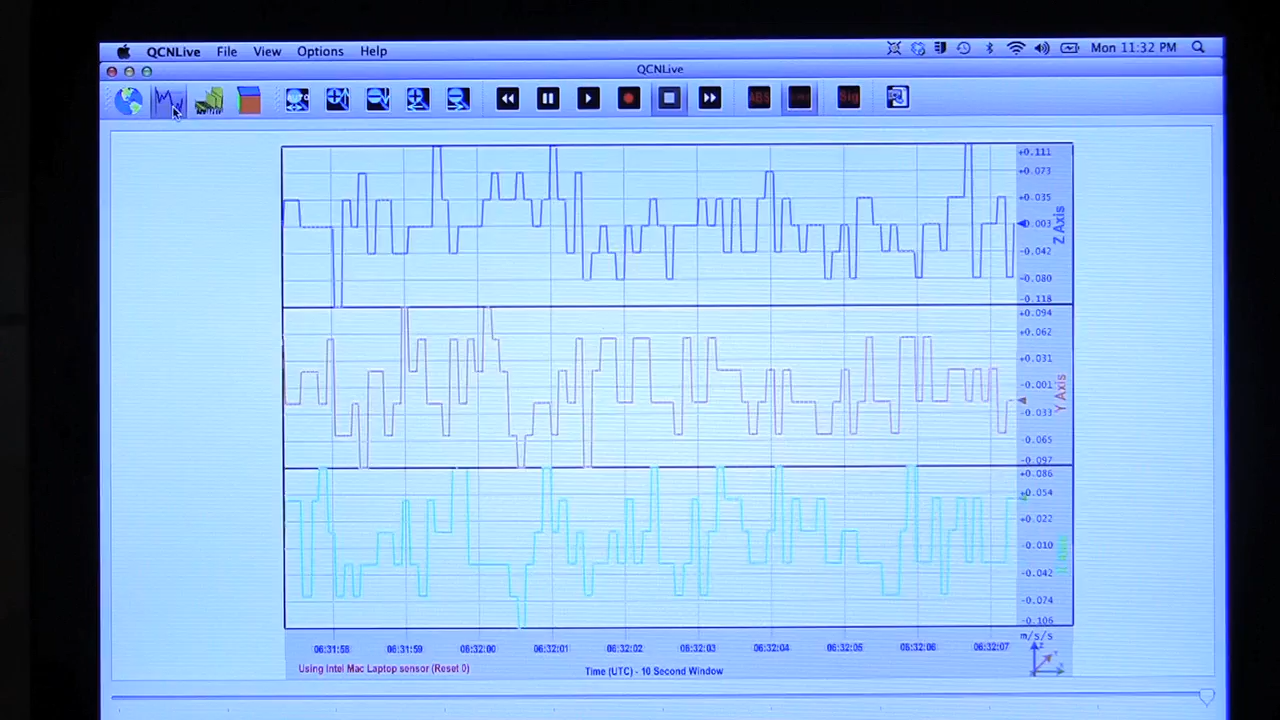 QCNLive File View Options Help Mon 11:32 PM
QCNLive
ABS
Sig
+0.111
+0.073
+0.035
-0.003
-0.042
-0.080
-0.118
Z Axis
+0.094
+0.062
+0.031
-0.001
-0.033
-0.065
-0.097
Y Axis
+0.086
+0.054
+0.022
-0.010
-0.042
-0.074
-0.106
m/s/s
06:31:58 06:31:59 06:32:00 06:32:01 06:32:02 06:32:03 06:32:04 06:32:05 06:32:06 06:32:07
Using Intel Mac Laptop sensor (Reset 0) Time (UTC) - 10 Second Window